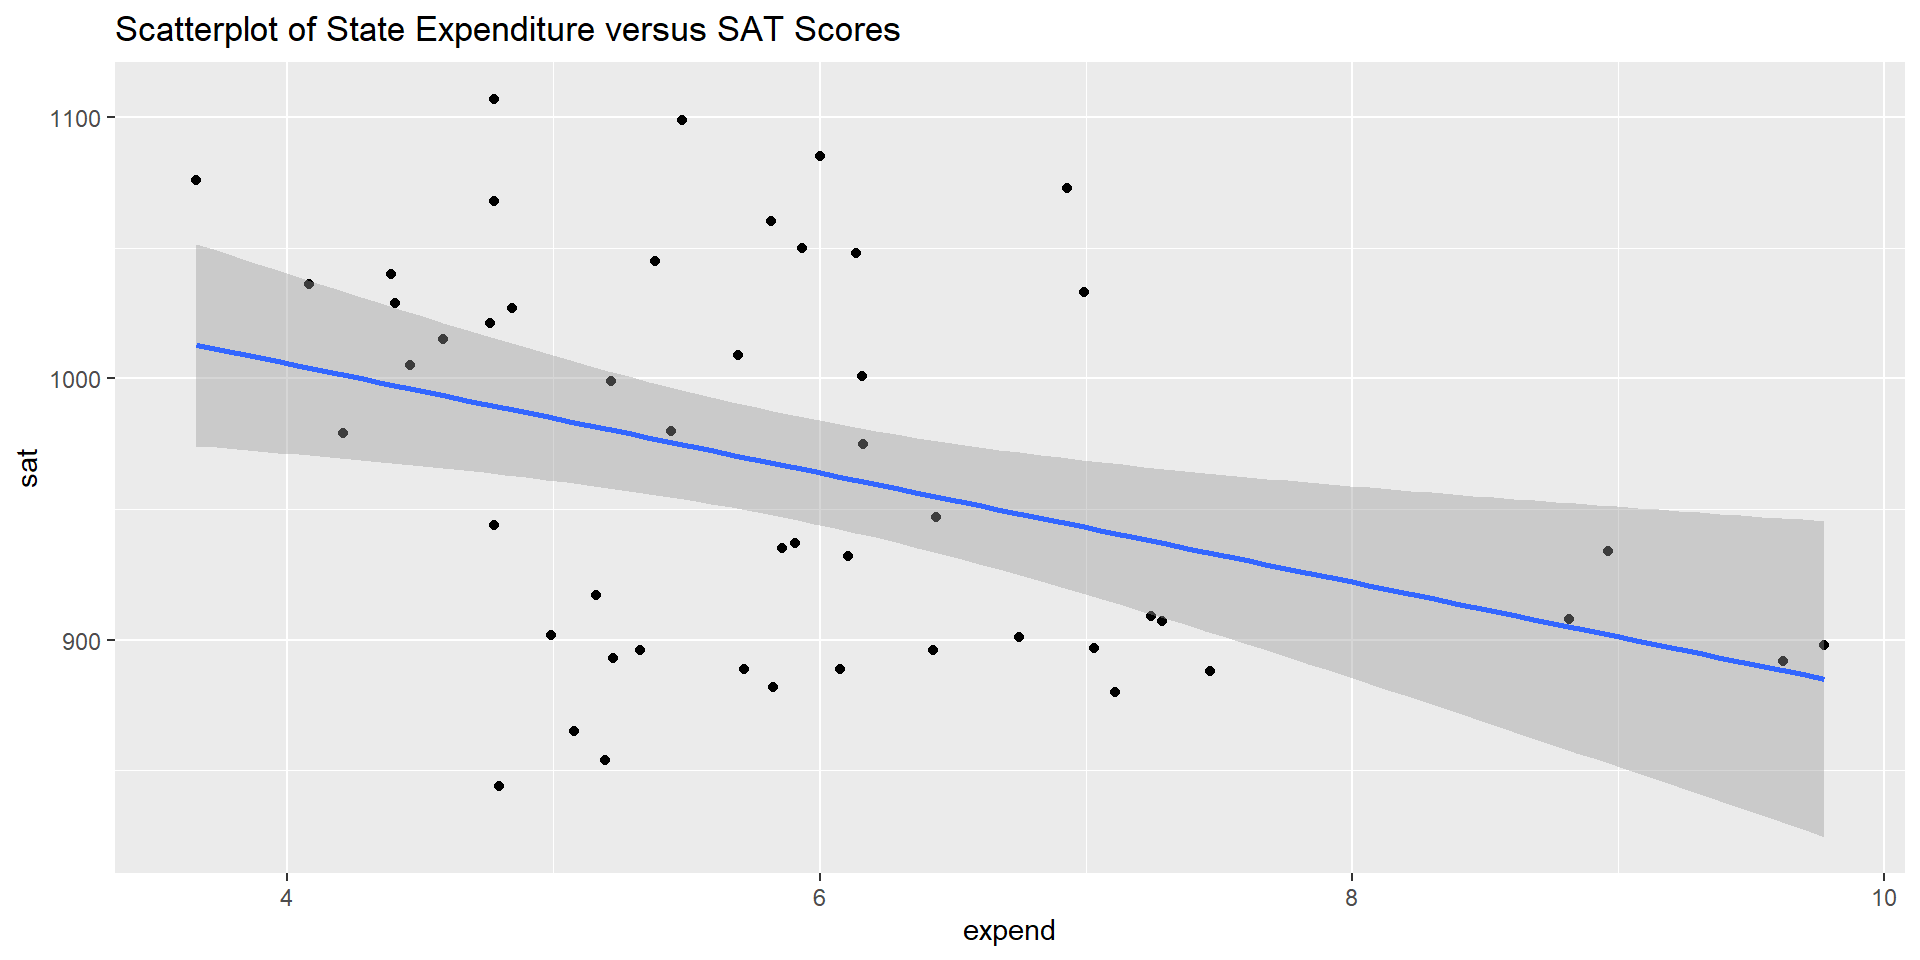 Scatterplot of State Expenditure versus SAT Scores
1100
1000
900
sat
4 6 8 10
expend